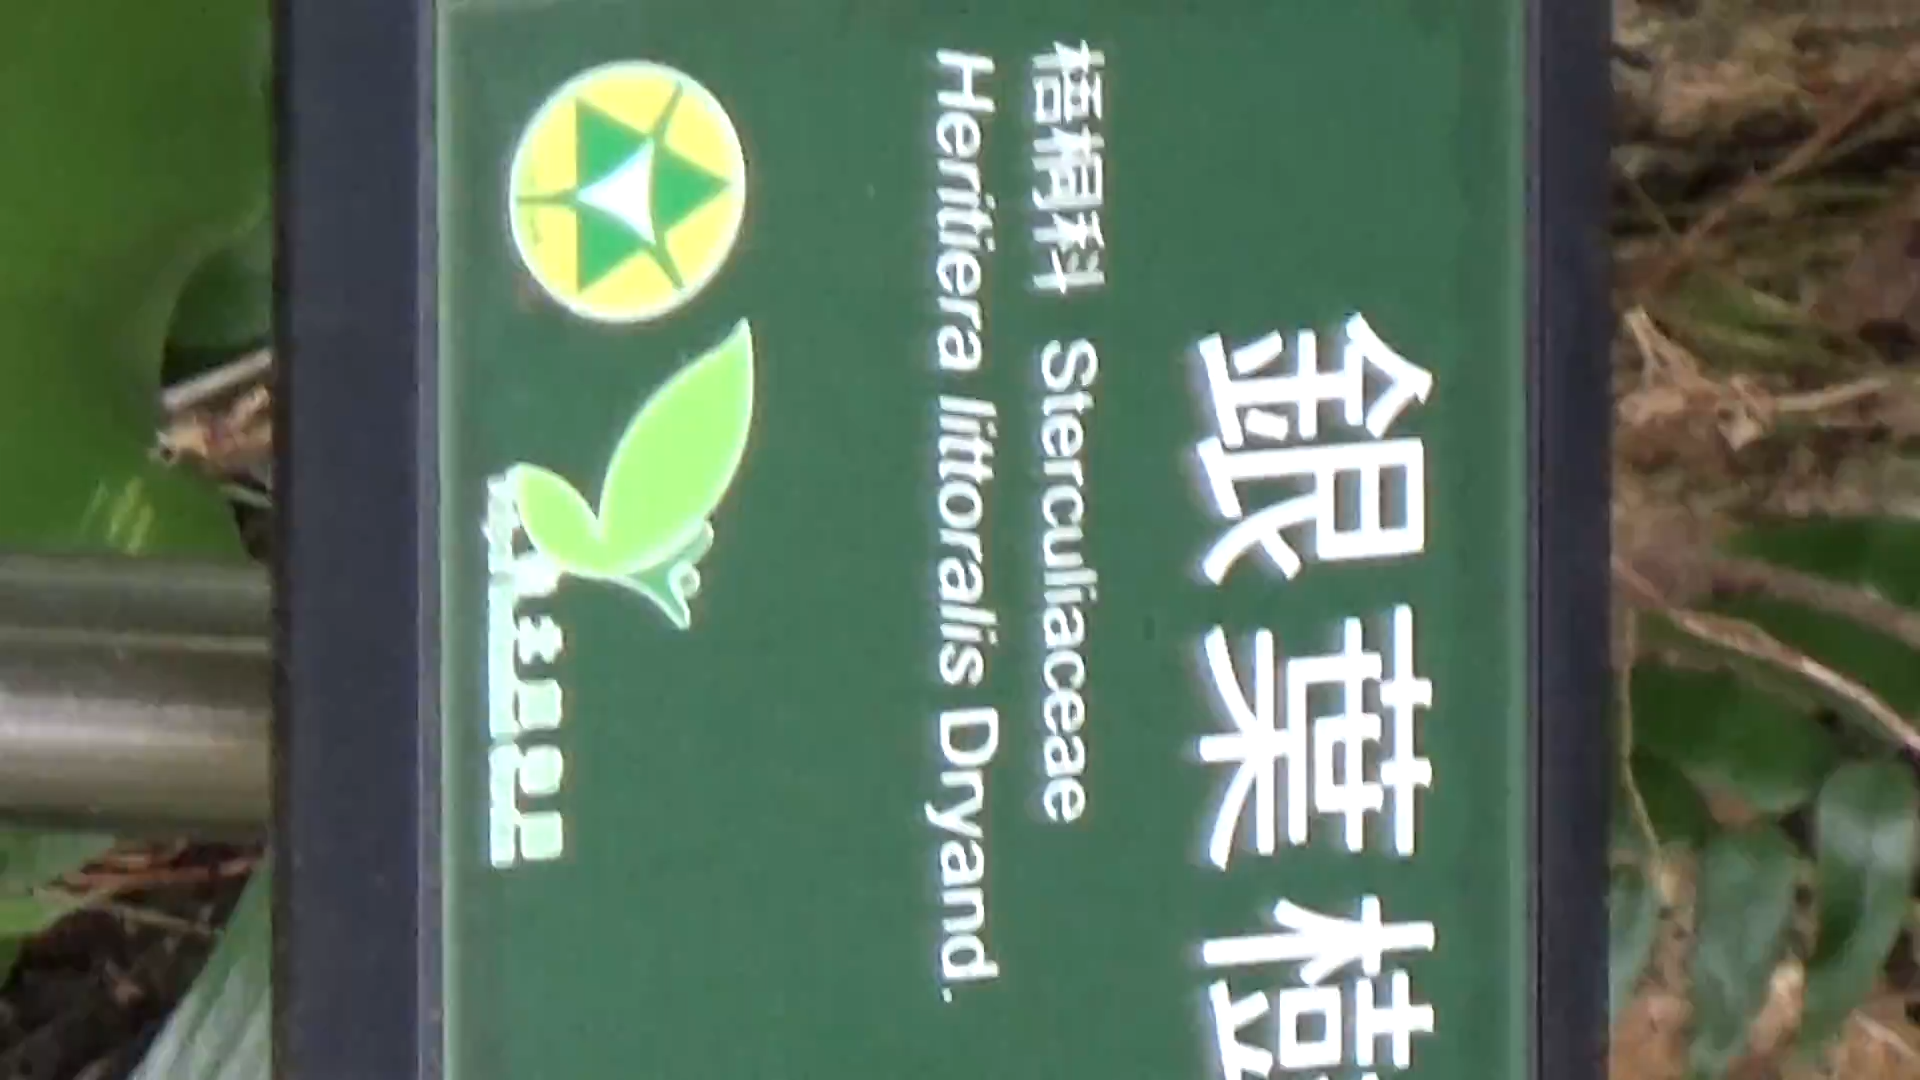 銀葉樹
梧桐科 Sterculiaceae
Heritiera littoralis Dryand.